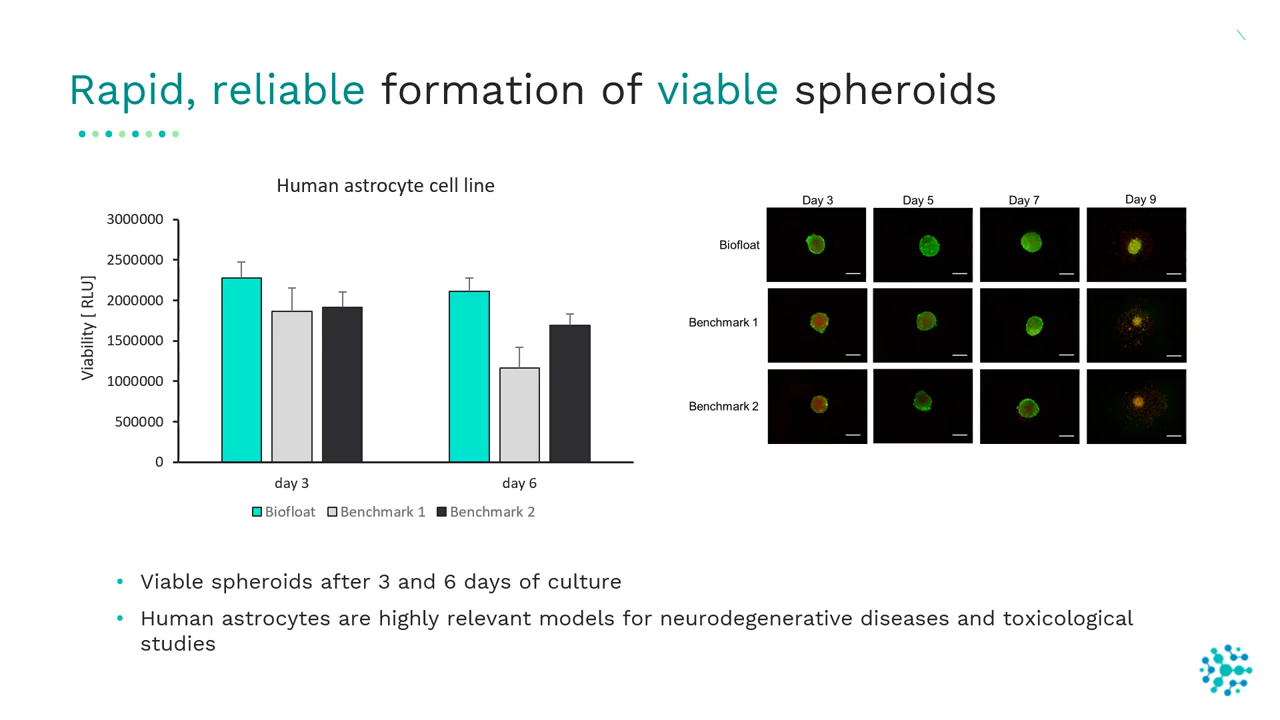 Rapid, reliable formation of viable spheroids
Human astrocyte cell line
Viability [ RLU]
3000000
2500000
2000000
1500000
1000000
500000
0
day 3
day 6
Biofloat
Benchmark 1
Benchmark 2
Day 3
Day 5
Day 7
Day 9
Biofloat
Benchmark 1
Benchmark 2
• Viable spheroids after 3 and 6 days of culture
• Human astrocytes are highly relevant models for neurodegenerative diseases and toxicological
studies